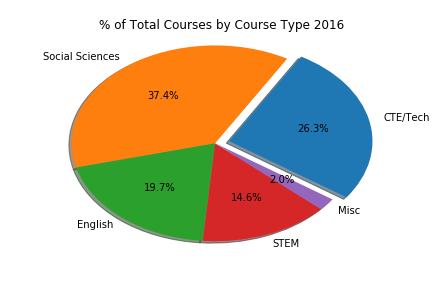 % of Total Courses by Course Type 2016
Social Sciences
37.4%
CTE/Tech
26.3%
2.0%
Misc
19.7%
English
14.6%
STEM